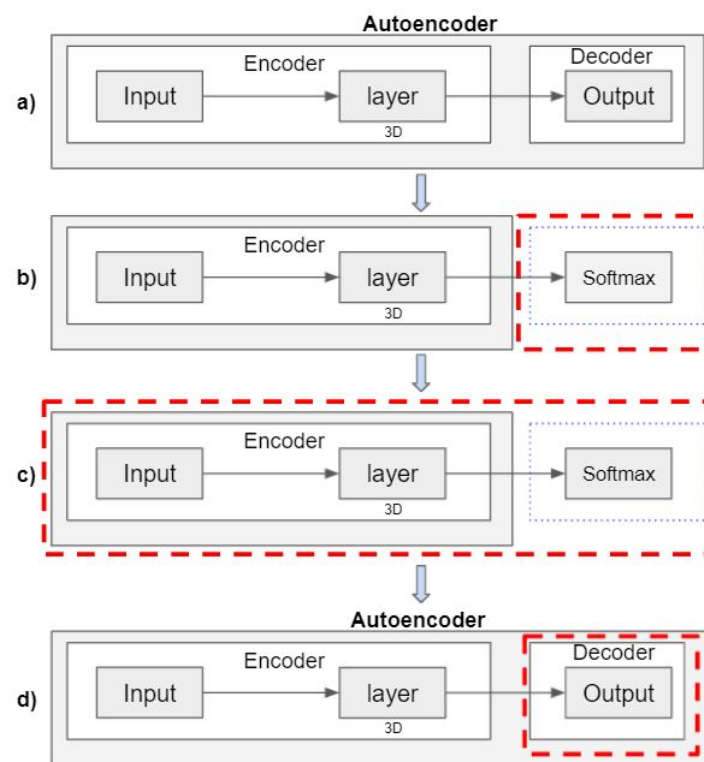 Autoencoder
Encoder
Decoder
a)
Input
layer
Output
3D
Encoder
b)
Input
layer
Softmax
3D
Encoder
c)
Input
layer
Softmax
3D
Autoencoder
Encoder
Decoder
d)
Input
layer
Output
3D